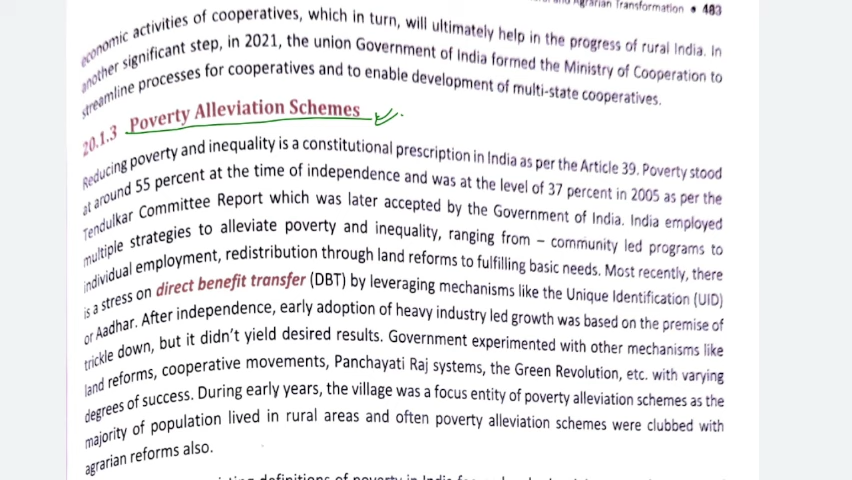 Agrarian Transformation • 483
economic activities of cooperatives, which in turn, will ultimately help in the progress of rural India. In
another significant step, in 2021, the union Government of India formed the Ministry of Cooperation to
streamline processes for cooperatives and to enable development of multi-state cooperatives.
20.1.3 Poverty Alleviation Schemes
Reducing poverty and inequality is a constitutional prescription in India as per the Article 39. Poverty stood
at around 55 percent at the time of independence and was at the level of 37 percent in 2005 as per the
Tendulkar Committee Report which was later accepted by the Government of India. India employed
multiple strategies to alleviate poverty and inequality, ranging from – community led programs to
individual employment, redistribution through land reforms to fulfilling basic needs. Most recently, there
is a stress on direct benefit transfer (DBT) by leveraging mechanisms like the Unique Identification (UID)
or Aadhar. After independence, early adoption of heavy industry led growth was based on the premise of
trickle down, but it didn't yield desired results. Government experimented with other mechanisms like
land reforms, cooperative movements, Panchayati Raj systems, the Green Revolution, etc. with varying
degrees of success. During early years, the village was a focus entity of poverty alleviation schemes as the
majority of population lived in rural areas and often poverty alleviation schemes were clubbed with
agrarian reforms also.
definitions of poverty in India